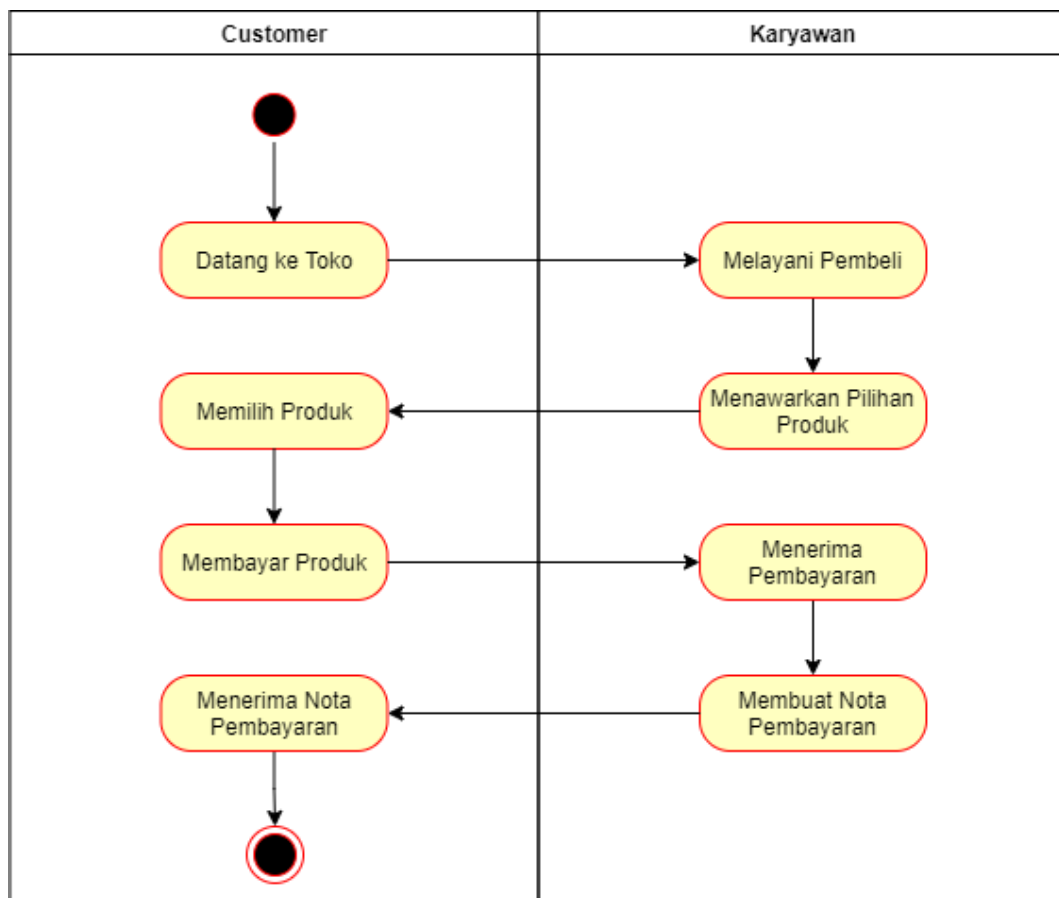 Customer
Karyawan
Datang ke Toko
Melayani Pembeli
Memilih Produk
Menawarkan Pilihan
Produk
Membayar Produk
Menerima
Pembayaran
Menerima Nota
Pembayaran
Membuat Nota
Pembayaran